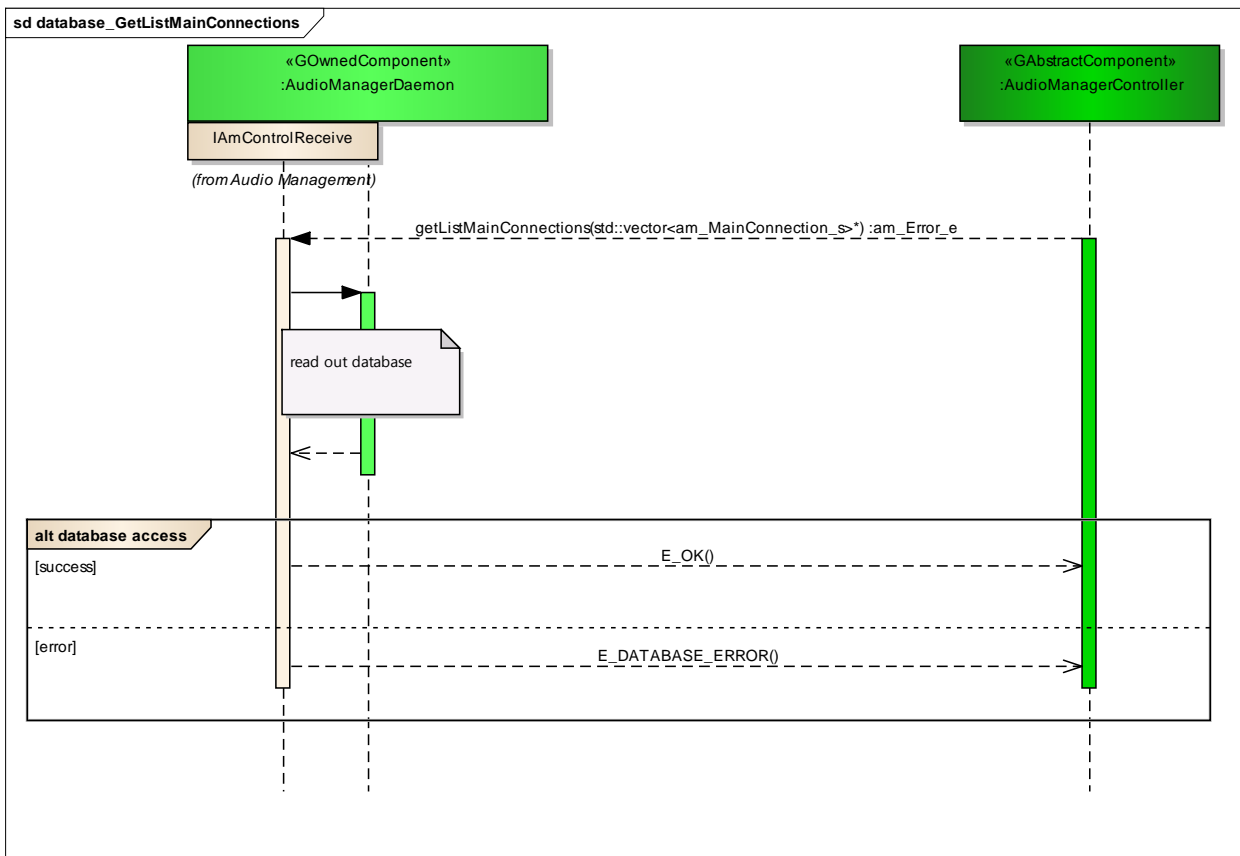 sd database_GetListMainConnections
«GOwnedComponent»
:AudioManagerDaemon
«GAbstractComponent»
:AudioManagerController
IAmControlReceive
(from Audio Management)
getListMainConnections(std::vector<am_MainConnection_s>*) :am_Error_e
read out database
alt database access
E_OK()
[success]
[error]
E_DATABASE_ERROR()